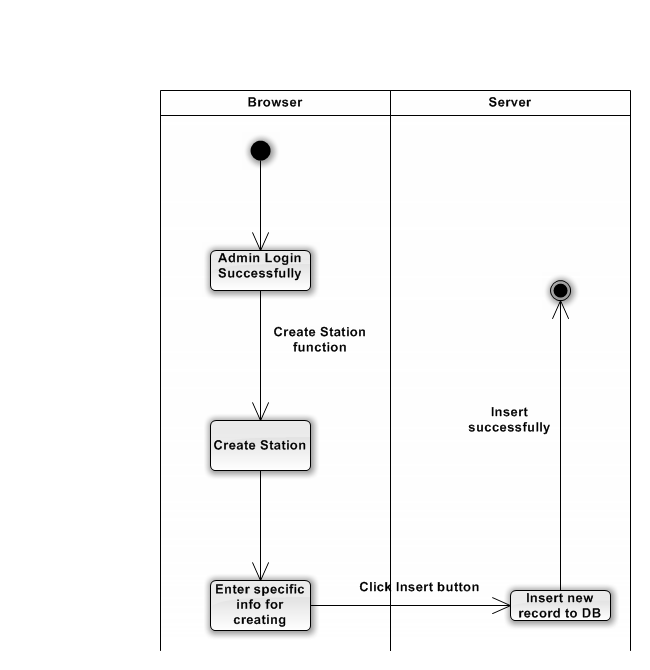 Browser
Server
Admin Login
Successfully
Create Station
function
Create Station
Insert
successfully
Enter specific
info for
creating
Click Insert button
Insert new
record to DB